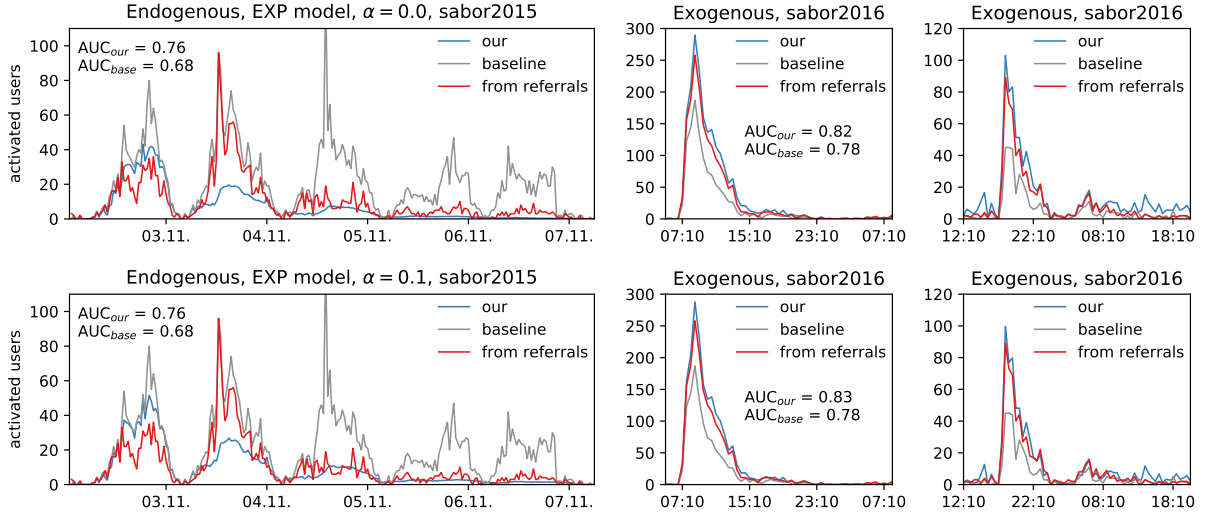 Endogenous, EXP model, α = 0.0, sabor2015
activated users
100
80
60
40
20
0
AUCour = 0.76
AUCbase = 0.68
our
baseline
from referrals
03.11.
04.11.
05.11.
06.11.
07.11.
Exogenous, sabor2016
300
250
200
150
100
50
0
our
baseline
from referrals
AUCour = 0.82
AUCbase = 0.78
07:10
15:10
23:10
07:10
Exogenous, sabor2016
120
100
80
60
40
20
0
our
baseline
from referrals
12:10
22:10
08:10
18:10
Endogenous, EXP model, α = 0.1, sabor2015
activated users
100
80
60
40
20
0
AUCour = 0.76
AUCbase = 0.68
our
baseline
from referrals
03.11.
04.11.
05.11.
06.11.
07.11.
Exogenous, sabor2016
300
250
200
150
100
50
0
our
baseline
from referrals
AUCour = 0.83
AUCbase = 0.78
07:10
15:10
23:10
07:10
Exogenous, sabor2016
120
100
80
60
40
20
0
our
baseline
from referrals
12:10
22:10
08:10
18:10